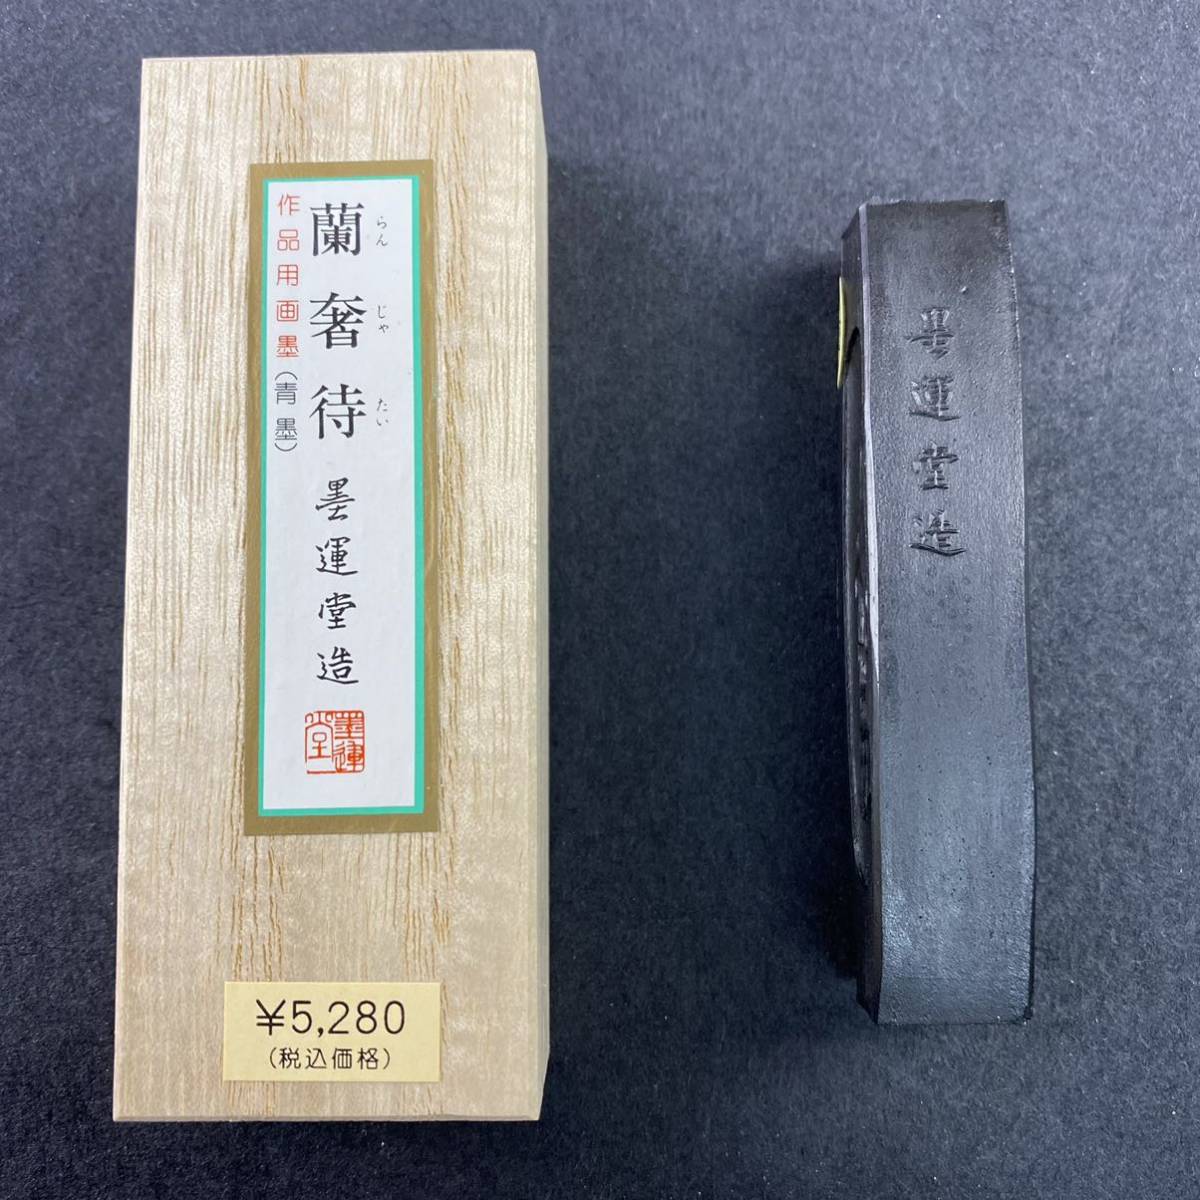 らんじゃたい
蘭奢待 墨運堂造
作品用画墨(青墨)
墨運堂
¥5,280
(税込価格)
墨運堂造